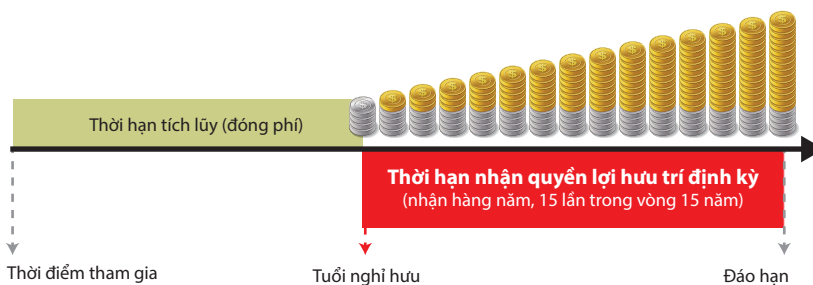 Thời hạn tích lũy (đóng phí)
Thời hạn nhận quyền lợi hưu trí định kỳ
(nhận hàng năm, 15 lần trong vòng 15 năm)
Thời điểm tham gia
Tuổi nghỉ hưu
Đáo hạn